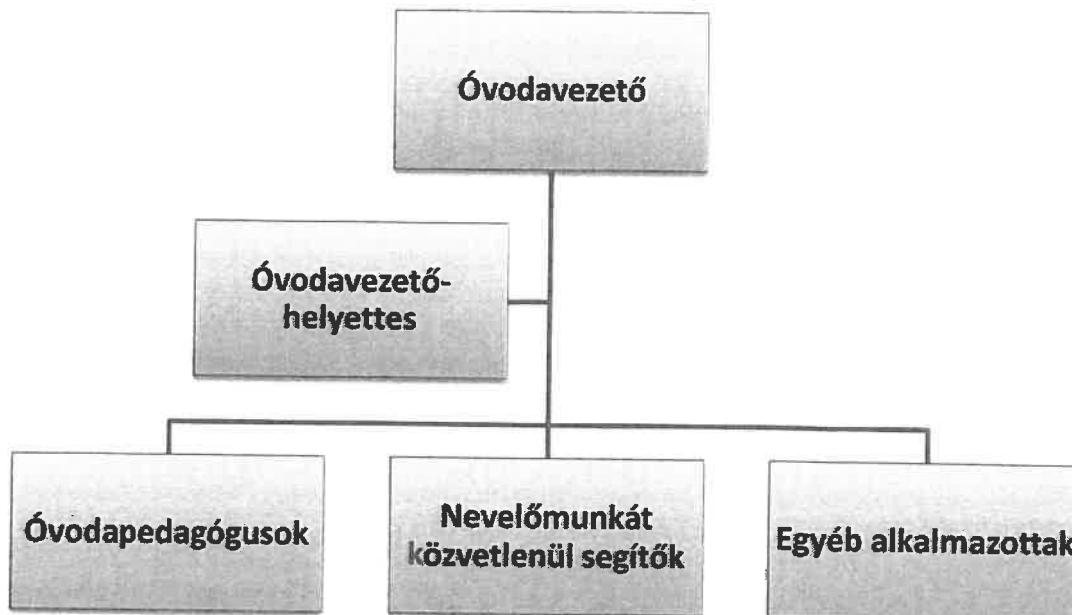 Óvodavezető
Óvodavezető-
helyettes
Óvodapedagógusok
Nevelőmunkát
közvetlenül segítők
Egyéb alkalmazottak